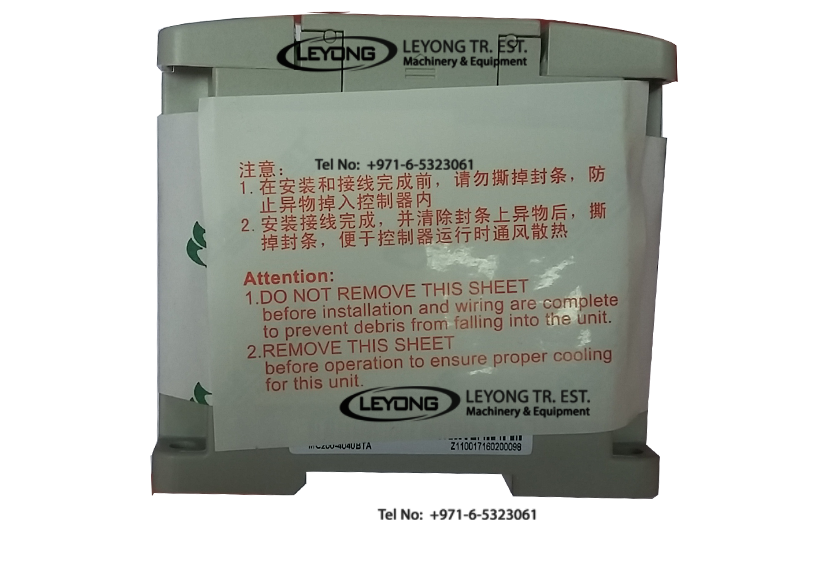 LEYONG LEYONG TR. EST.
Machinery & Equipment
Tel No: +971-6-5323061
注意：
1. 在安装和接线完成前，请勿撕掉封条，防
止异物掉入控制器内
2. 安装接线完成，并清除封条上异物后，撕
掉封条，便于控制器运行时通风散热
Attention:
1.DO NOT REMOVE THIS SHEET
before installation and wiring are complete
to prevent debris from falling into the unit.
2.REMOVE THIS SHEET
before operation to ensure proper cooling
for this unit.
LEYONG LEYONG TR. EST.
Machinery & Equipment
MC200-4040BTA Z110017160200098
Tel No: +971-6-5323061